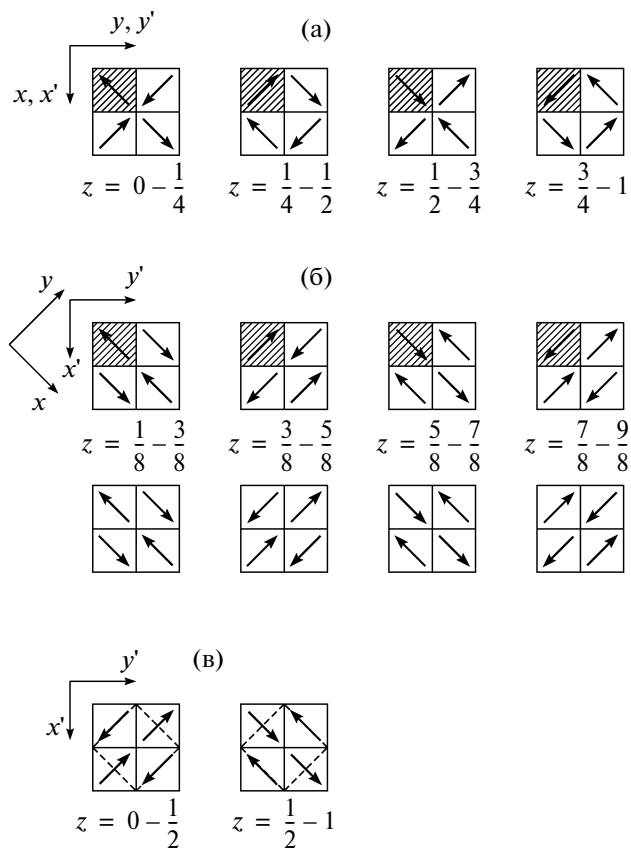 (а)
y, y'
x, x'
z = 0 – 1/4
z = 1/4 – 1/2
z = 1/2 – 3/4
z = 3/4 – 1
(б)
y
y'
x'
x
z = 1/8 – 3/8
z = 3/8 – 5/8
z = 5/8 – 7/8
z = 7/8 – 9/8
(в)
y'
x'
z = 0 – 1/2
z = 1/2 – 1